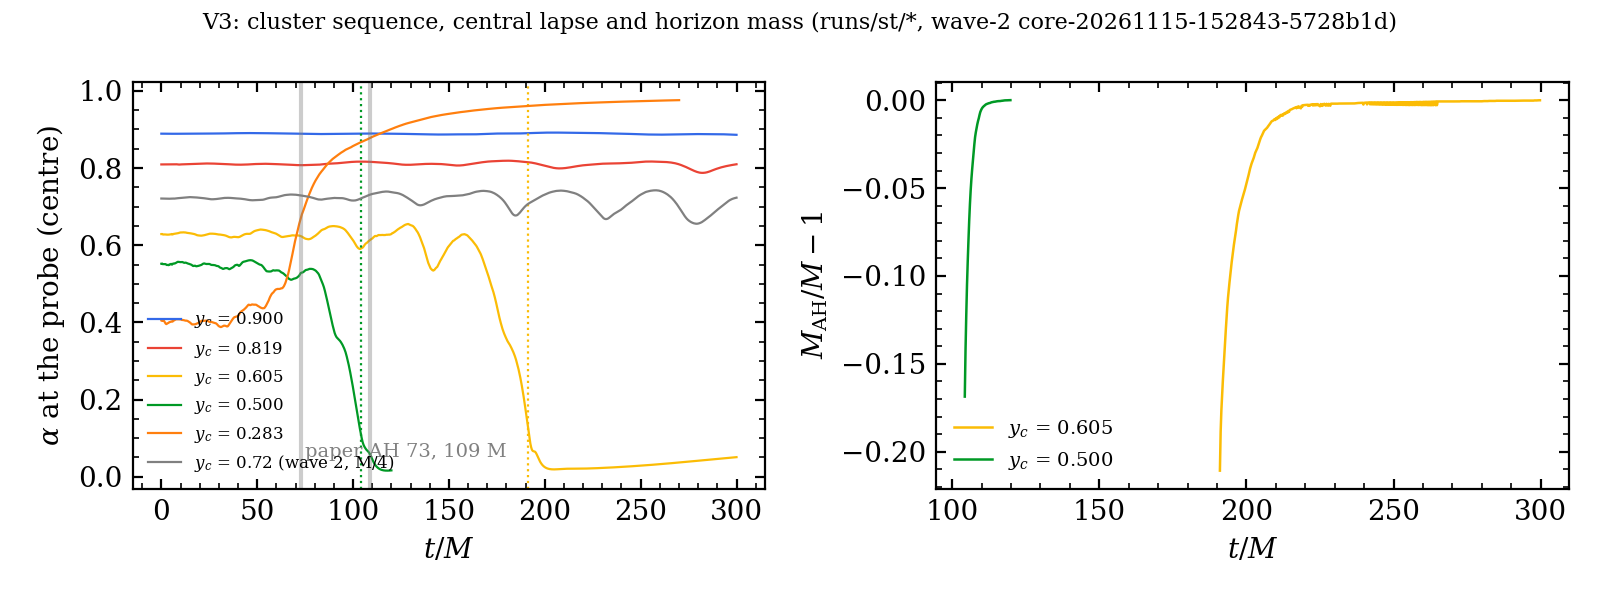 V3: cluster sequence, central lapse and horizon mass (runs/st/*, wave-2 core-20261115-152843-5728b1d)
α at the probe (centre)
1.0
0.8
0.6
0.4
0.2
0.0
y_c = 0.900
y_c = 0.819
y_c = 0.605
y_c = 0.500
y_c = 0.283
y_c = 0.72 (wave 2, M/4)
paper AH 73, 109 M
0 50 100 150 200 250 300
t/M
M_AH/M − 1
0.00
−0.05
−0.10
−0.15
−0.20
y_c = 0.605
y_c = 0.500
100 150 200 250 300
t/M